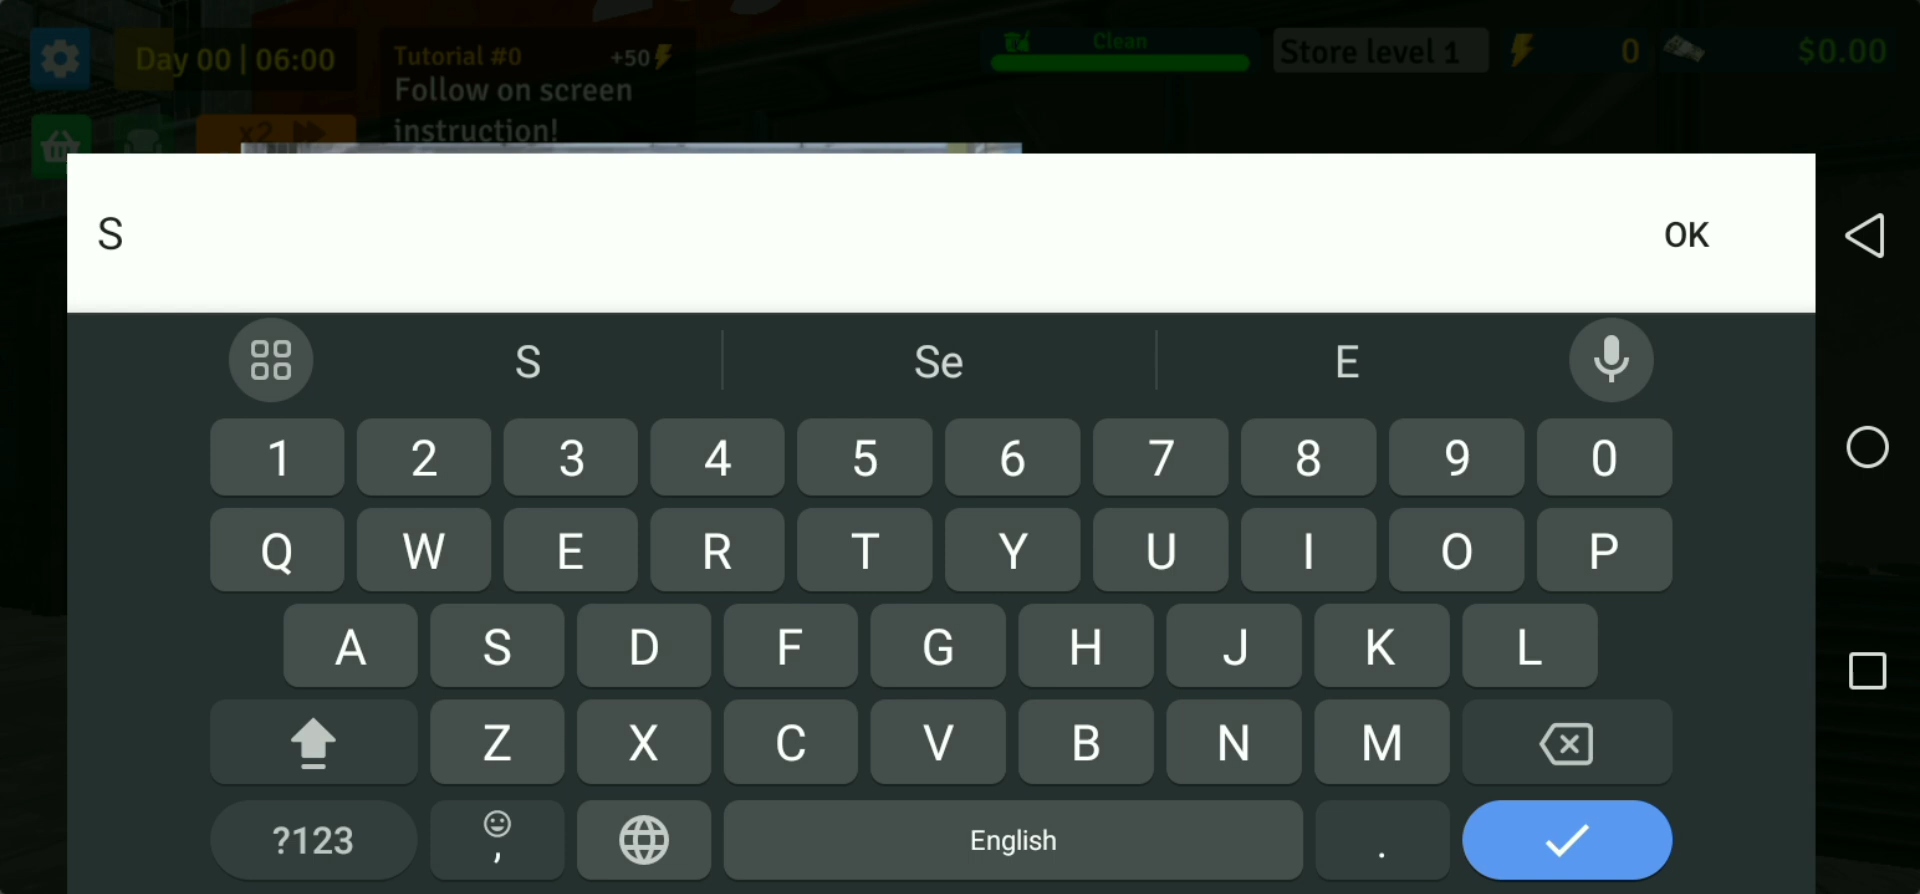 Day 00 | 06:00
Tutorial #0 +50
Follow on screen
instruction!
Clean
Store level 1
0
$0.00
x2
S
OK
S Se E
1 2 3 4 5 6 7 8 9 0
Q W E R T Y U I O P
A S D F G H J K L
Z X C V B N M
?123 , English .